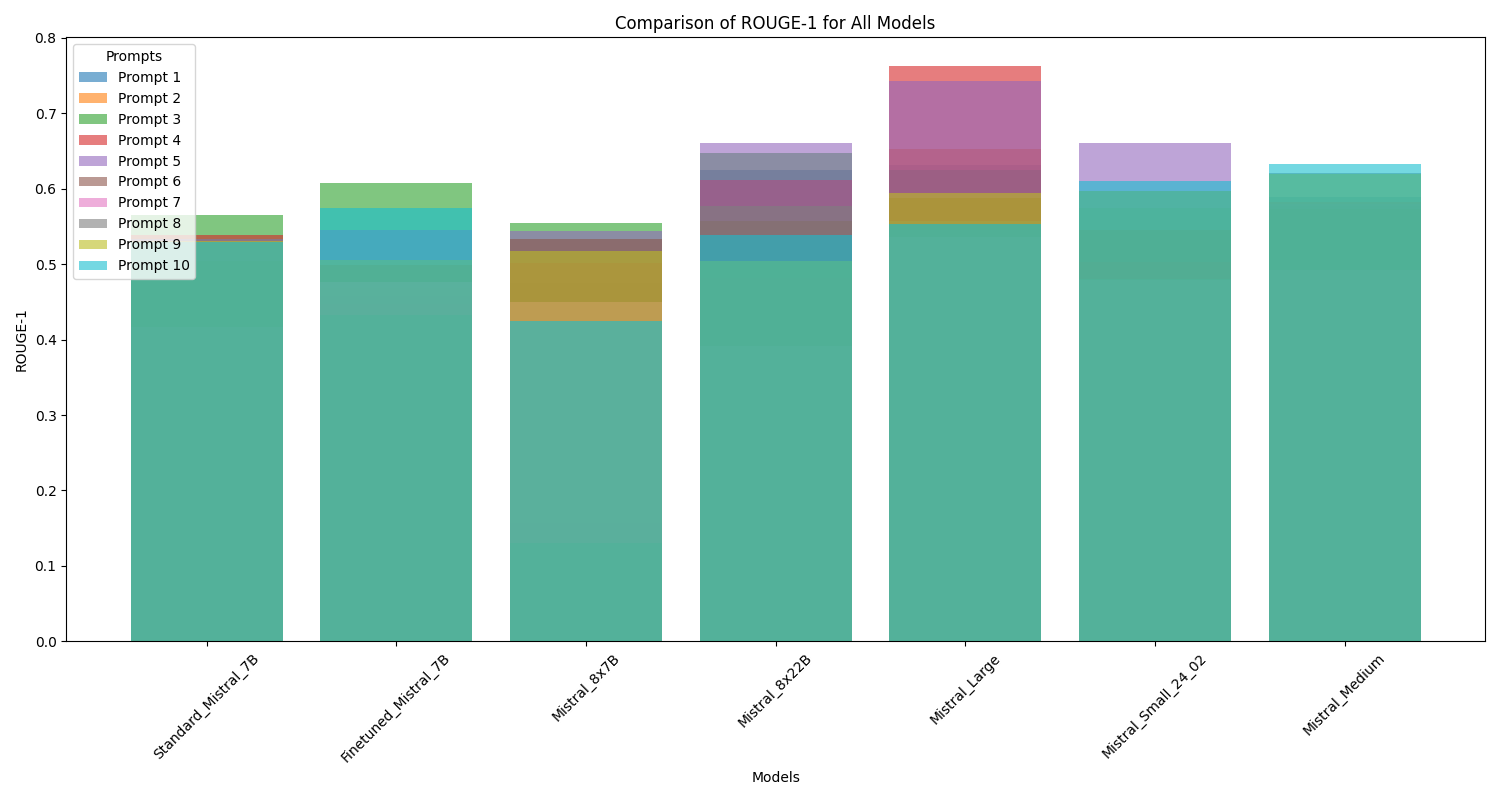 Comparison of ROUGE-1 for All Models
Prompts
Prompt 1
Prompt 2
Prompt 3
Prompt 4
Prompt 5
Prompt 6
Prompt 7
Prompt 8
Prompt 9
Prompt 10
ROUGE-1
0.8
0.7
0.6
0.5
0.4
0.3
0.2
0.1
0.0
Standard_Mistral_7B
Finetuned_Mistral_7B
Mistral_8x7B
Mistral_8x22B
Mistral_Large
Mistral_Small_24_02
Mistral_Medium
Models